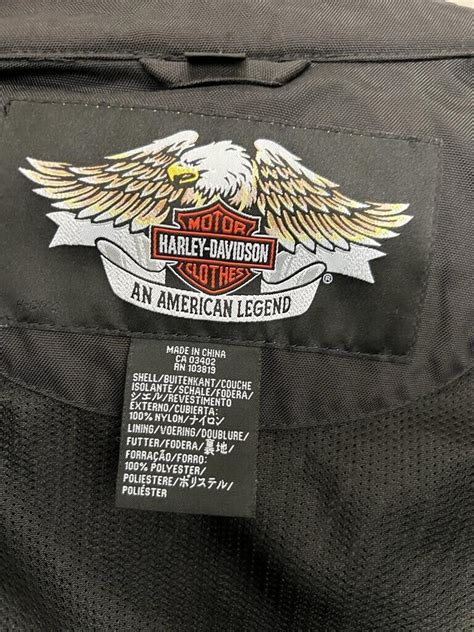 MOTOR
HARLEY-DAVIDSON
CLOTHES
®
AN AMERICAN LEGEND
MADE IN CHINA
CA 03402
RN 103819
SHELL/BUITENKANT/COUCHE
ISOLANTE/SCHALE/FODERA/
シェル/REVESTIMENTO
EXTERNO/CUBIERTA:
100% NYLON/ナイロン
LINING/VOERING/DOUBLURE/
FUTTER/FODERA/裏地/
FORRAÇÃO/FORRO:
100% POLYESTER/
POLIESTERE/ポリステル/
POLIÉSTER